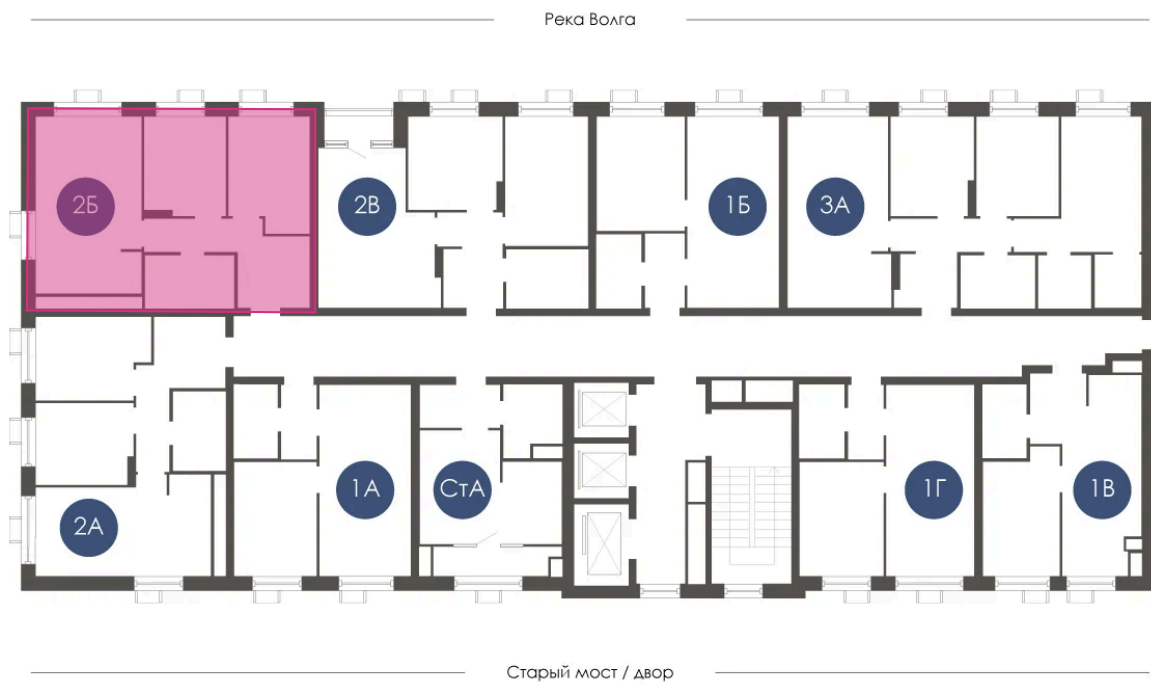 Река Волга
2Б
2В
1Б
3А
2А
1А
СтА
1Г
1В
Старый мост / двор